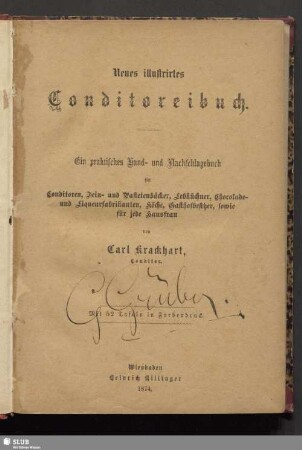 Neues illustrirtes
Conditoreibuch.
Ein praktisches Hand- und Nachschlagebuch
für
Conditoren, Fein- und Pastetenbäcker, Lebküchner, Chocolade-
und Liqueurfabrikanten, Köche, Gasthofbesitzer, sowie
für jede Hausfrau
von
Carl Krackhart,
Conditor.
Mit 52 Tafeln in Farbendruck.
Wiesbaden
Heinrich Killinger
1874.
SLUB